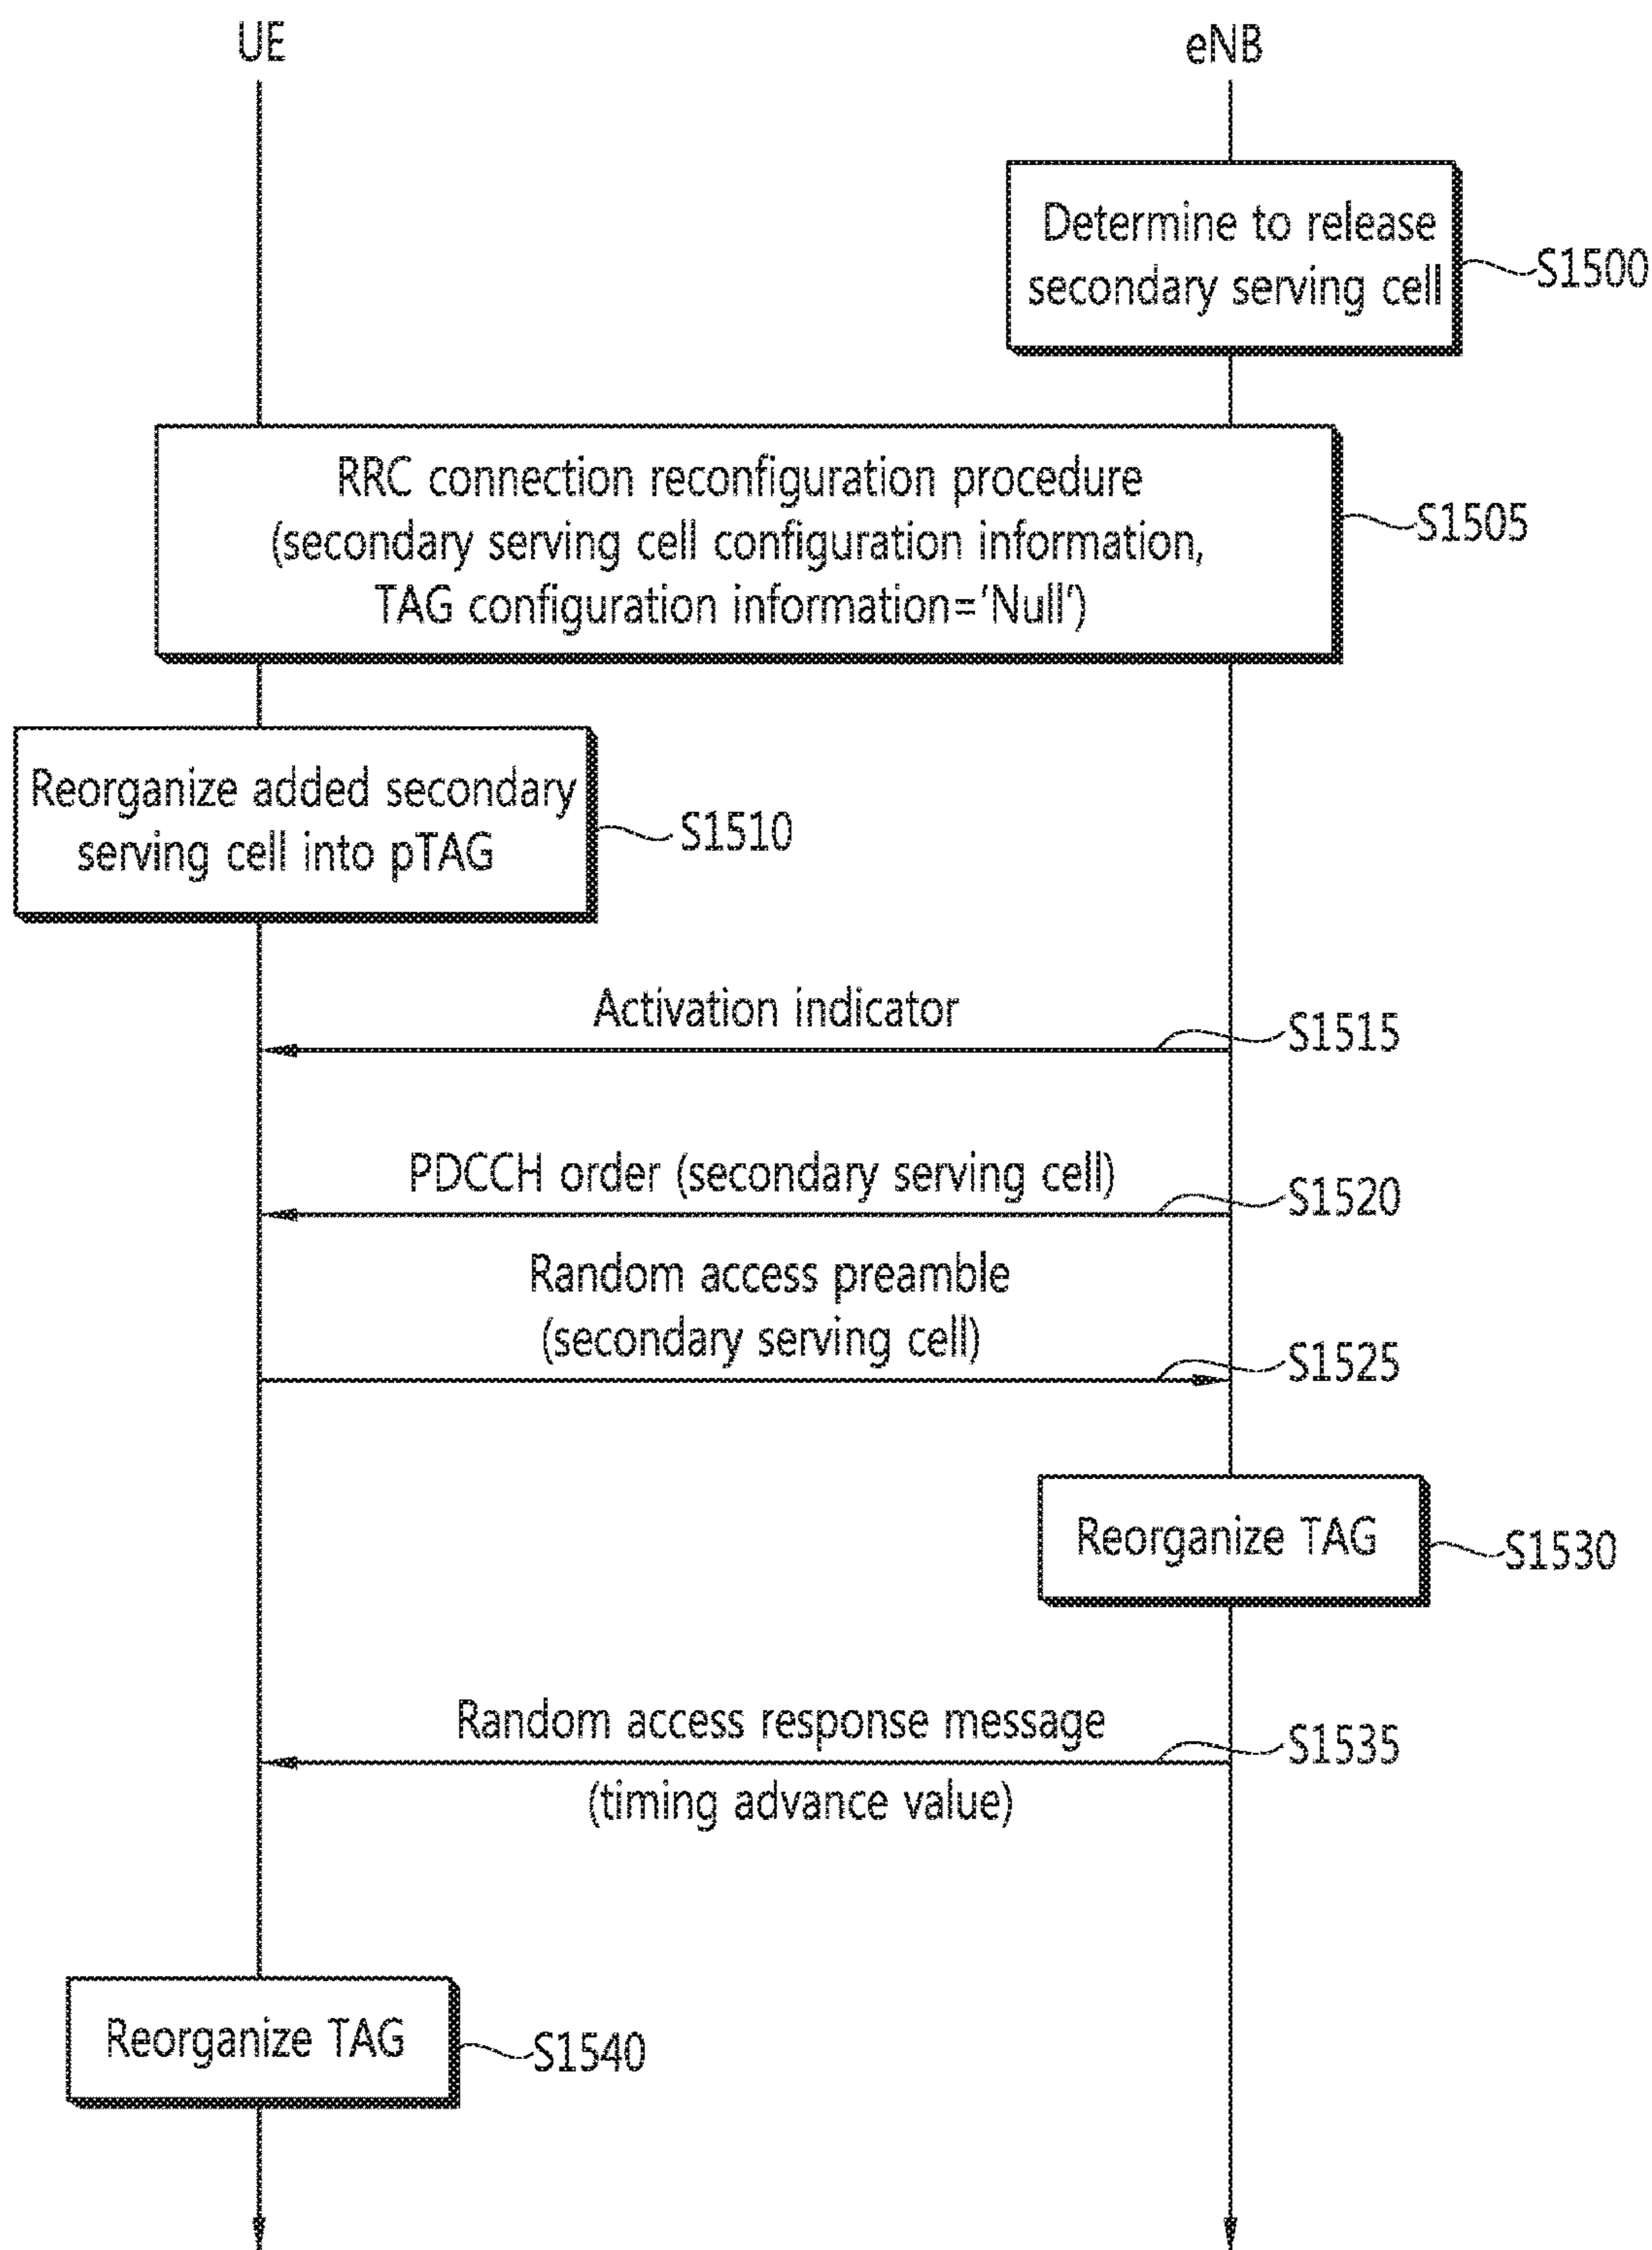 UE
eNB
Determine to release
secondary serving cell
S1500
RRC connection reconfiguration procedure
(secondary serving cell configuration information,
TAG configuration information='Null')
S1505
Reorganize added secondary
serving cell into pTAG
S1510
Activation indicator
S1515
PDCCH order (secondary serving cell)
S1520
Random access preamble
(secondary serving cell)
S1525
Reorganize TAG
S1530
Random access response message
S1535
(timing advance value)
Reorganize TAG
S1540